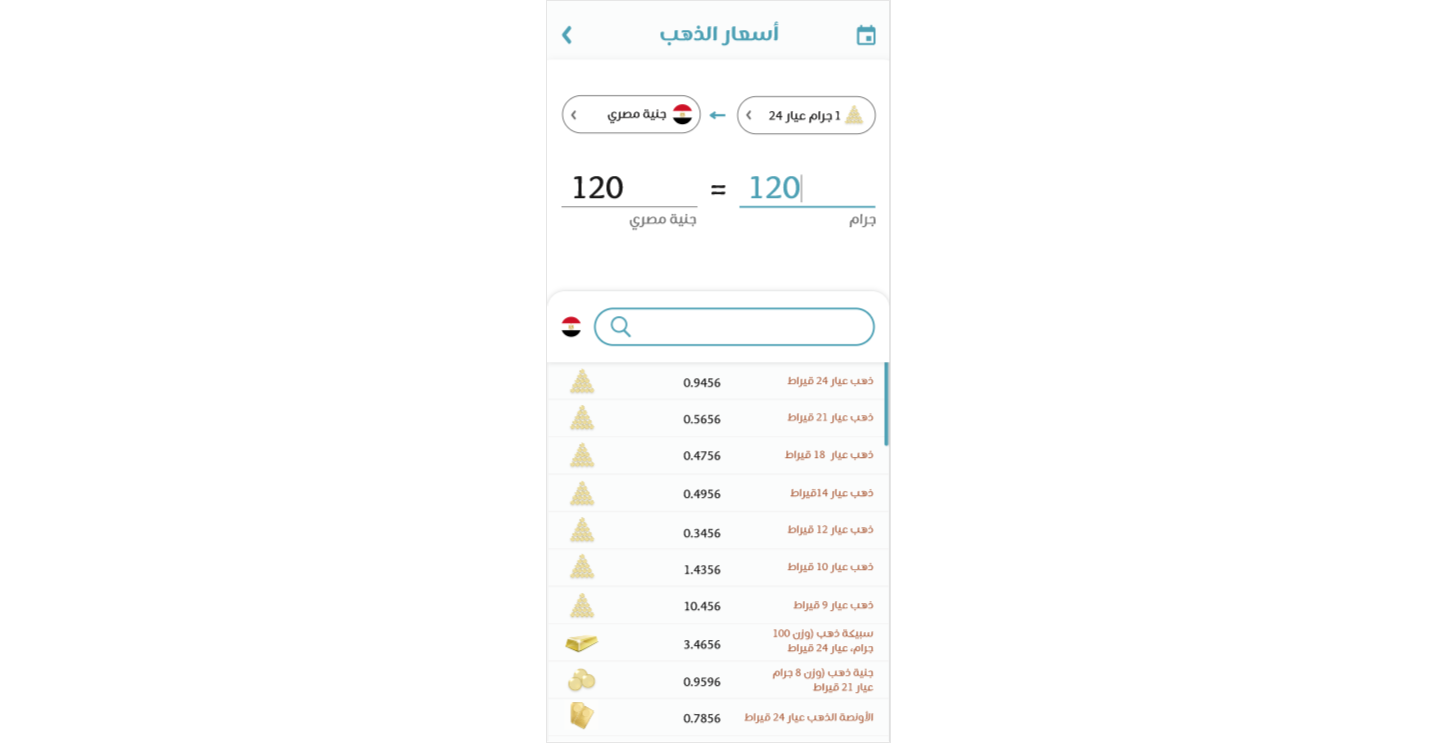 أسعار الذهب
1 جرام عيار 24
جنية مصري
120 = 120
جرام
جنية مصري
ذهب عيار 24 قيراط 0.9456
ذهب عيار 21 قيراط 0.5656
ذهب عيار 18 قيراط 0.4756
ذهب عيار 14قيراط 0.4956
ذهب عيار 12 قيراط 0.3456
ذهب عيار 10 قيراط 1.4356
ذهب عيار 9 قيراط 10.456
سبيكة ذهب (وزن 100
جرام، عيار 24 قيراط 3.4656
جنية ذهب (وزن 8 جرام
عيار 21 قيراط 0.9596
الأونصة الذهب عيار 24 قيراط 0.7856